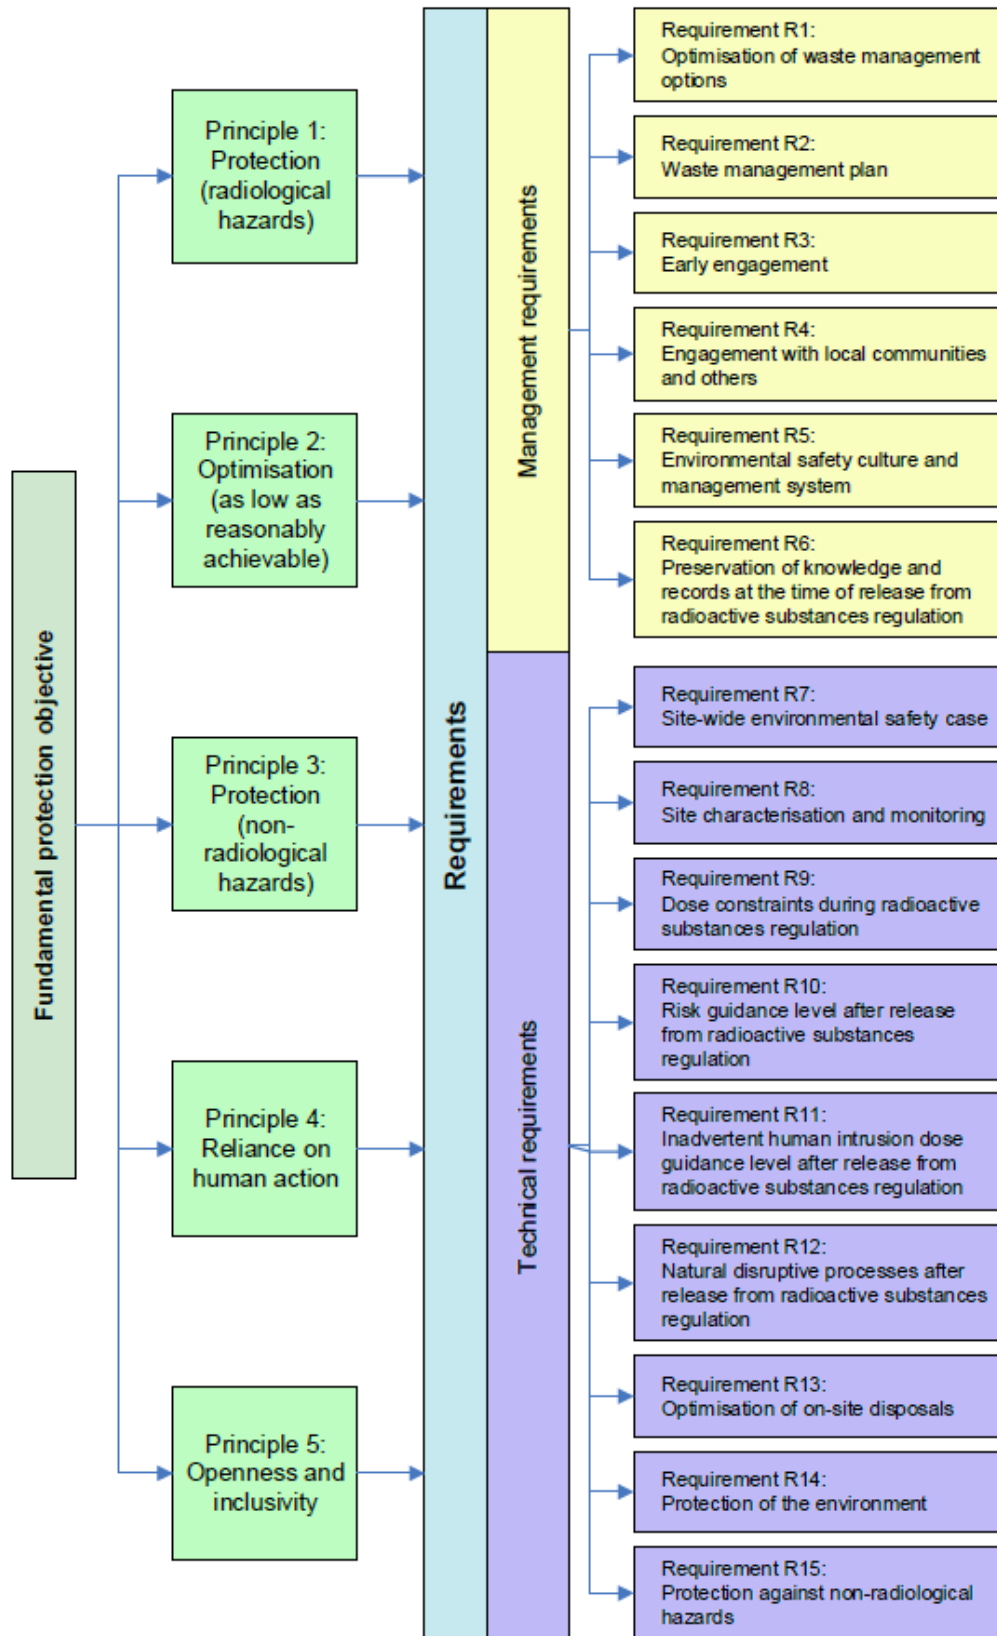 Fundamental protection objective
Principle 1:
Protection
(radiological
hazards)
Principle 2:
Optimisation
(as low as
reasonably
achievable)
Principle 3:
Protection
(non-
radiological
hazards)
Principle 4:
Reliance on
human action
Principle 5:
Openness and
inclusivity
Requirements
Management requirements
Technical requirements
Requirement R1:
Optimisation of waste management
options
Requirement R2:
Waste management plan
Requirement R3:
Early engagement
Requirement R4:
Engagement with local communities
and others
Requirement R5:
Environmental safety culture and
management system
Requirement R6:
Preservation of knowledge and
records at the time of release from
radioactive substances regulation
Requirement R7:
Site-wide environmental safety case
Requirement R8:
Site characterisation and monitoring
Requirement R9:
Dose constraints during radioactive
substances regulation
Requirement R10:
Risk guidance level after release
from radioactive substances
regulation
Requirement R11:
Inadvertent human intrusion dose
guidance level after release from
radioactive substances regulation
Requirement R12:
Natural disruptive processes after
release from radioactive substances
regulation
Requirement R13:
Optimisation of on-site disposals
Requirement R14:
Protection of the environment
Requirement R15:
Protection against non-radiological
hazards